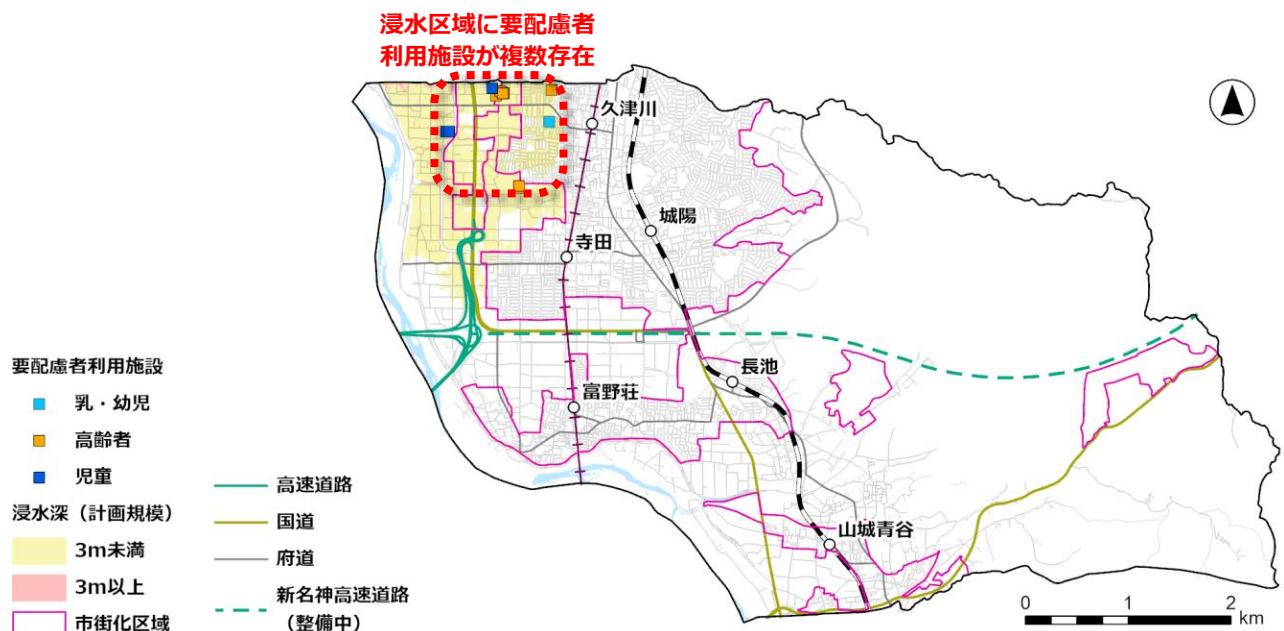 浸水区域に要配慮者
利用施設が複数存在
久津川
城陽
寺田
長池
富野荘
山城青谷
要配慮者利用施設
乳・幼児
高齢者
児童
浸水深（計画規模）
3m未満
3m以上
市街化区域
高速道路
国道
府道
新名神高速道路
（整備中）
0 1 2
km